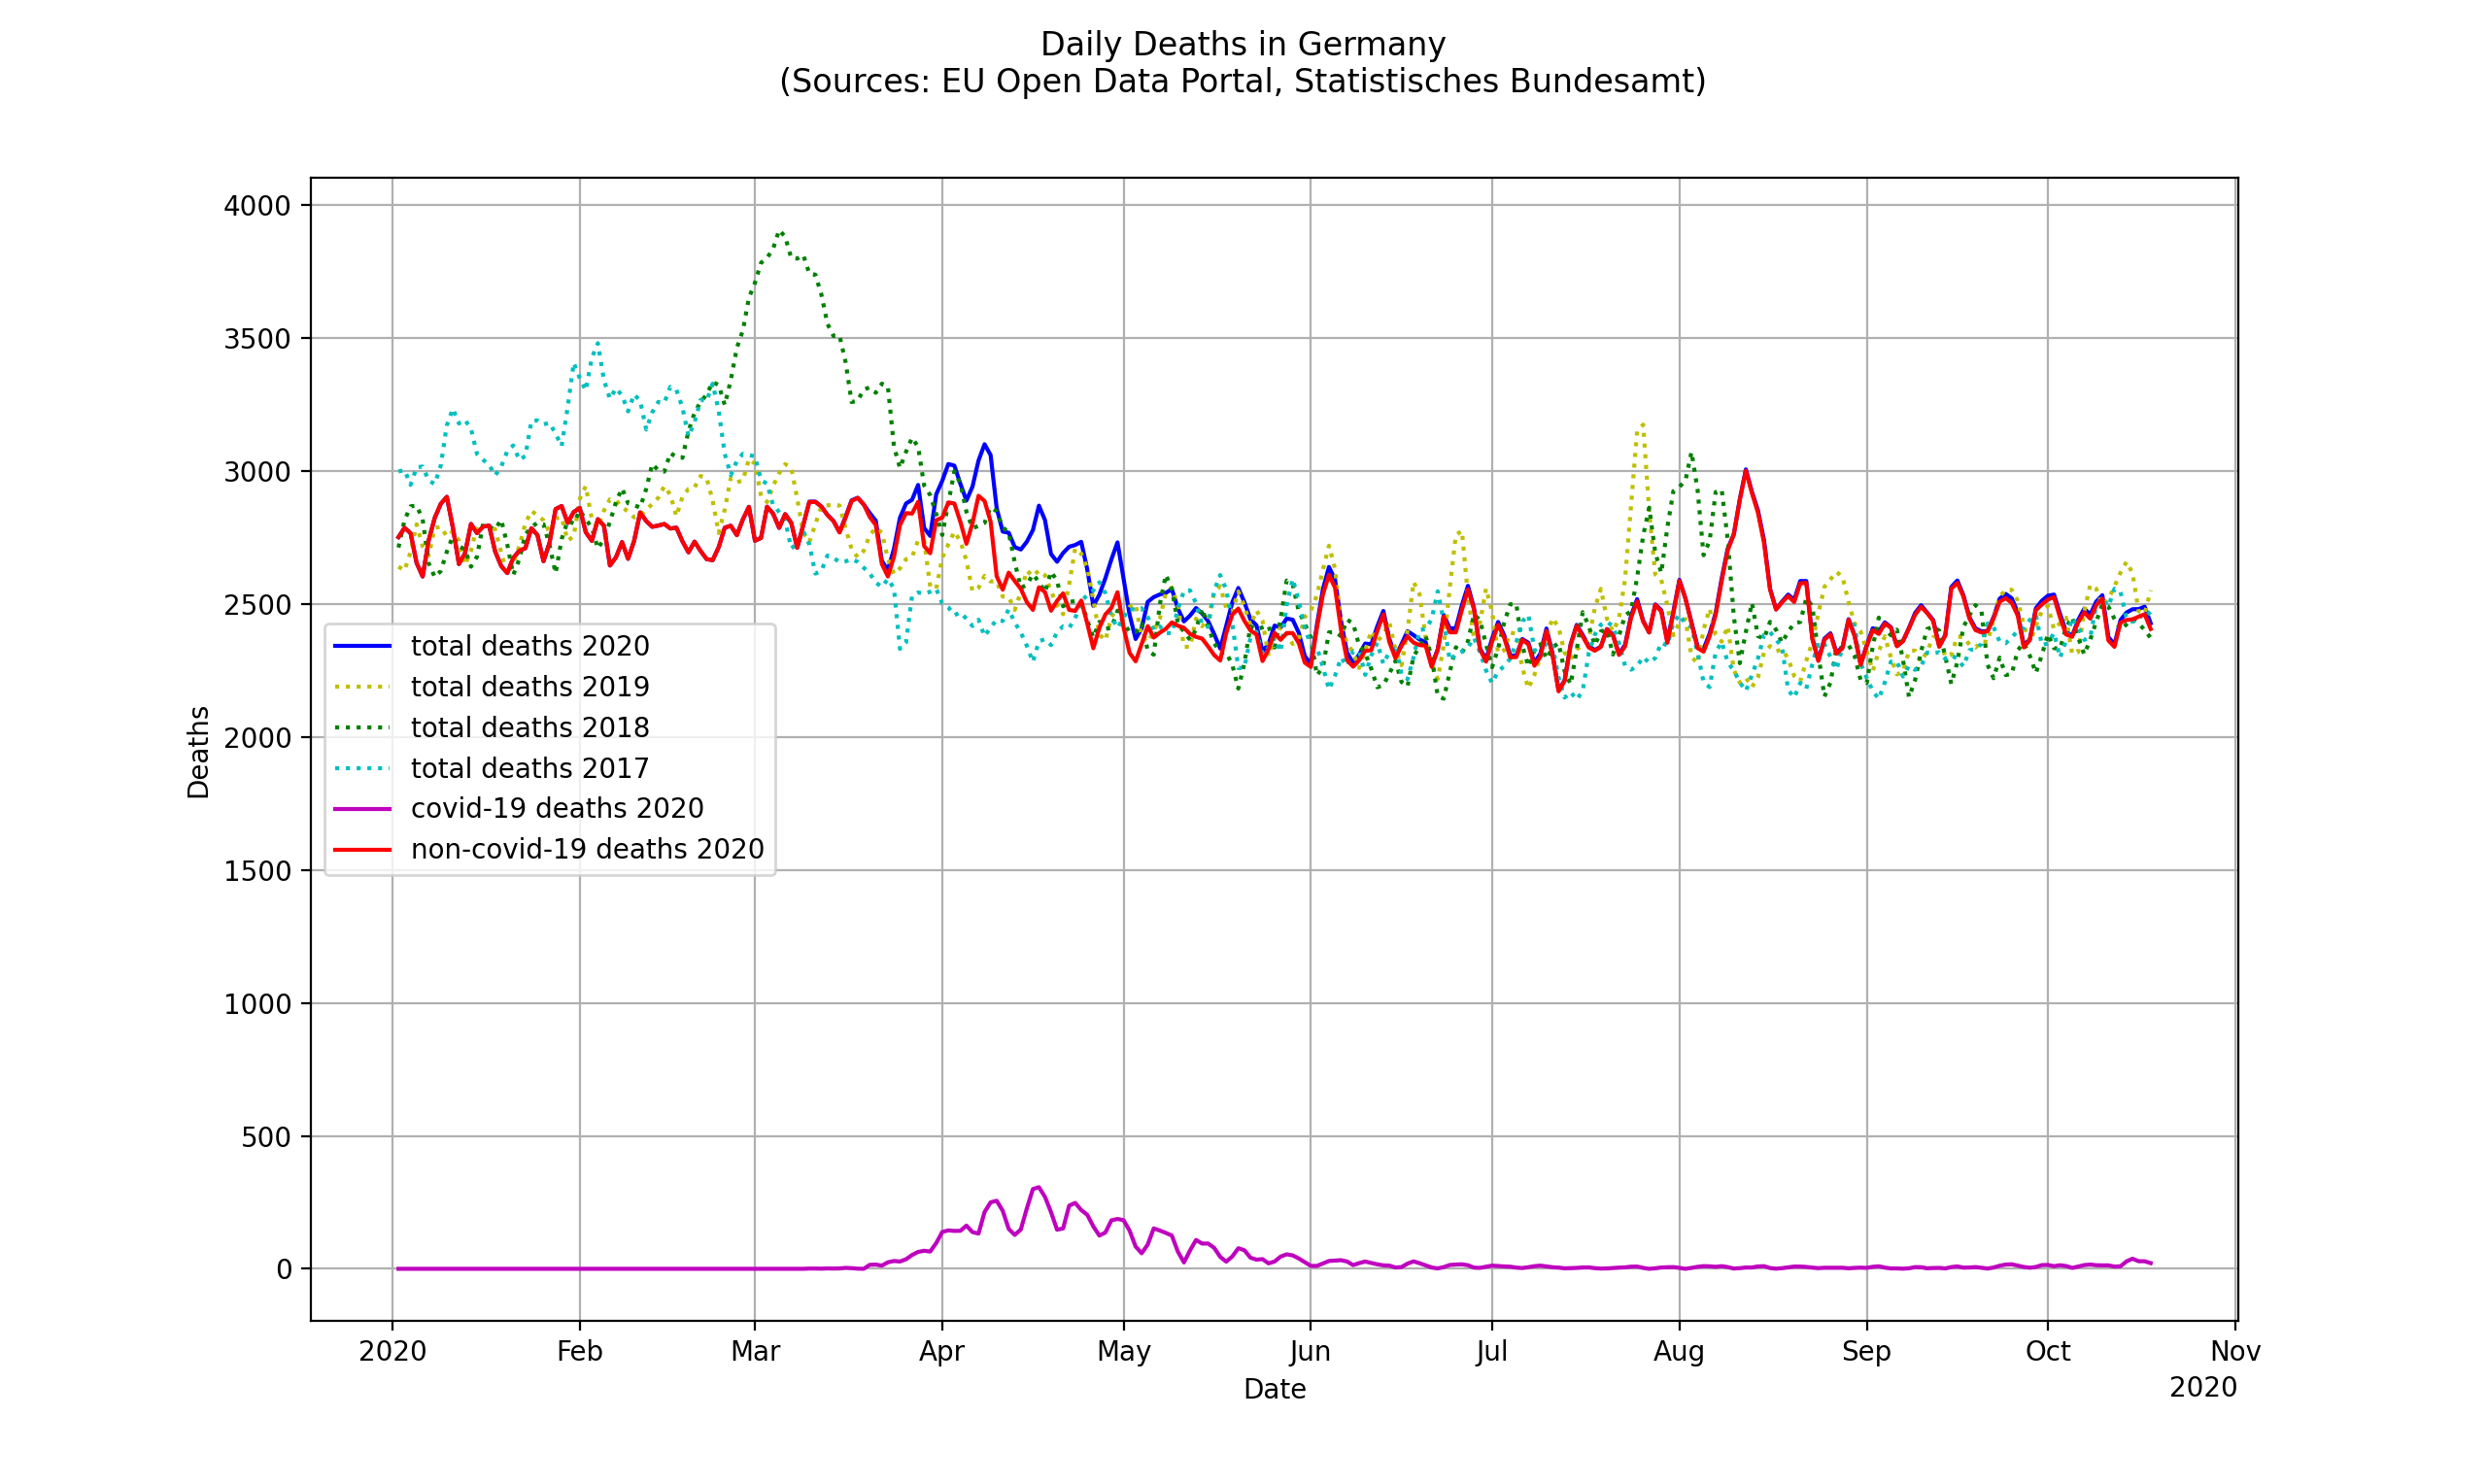 Daily Deaths in Germany
(Sources: EU Open Data Portal, Statistisches Bundesamt)
4000
3500
3000
2500
2000
1500
1000
500
0
Deaths
total deaths 2020
total deaths 2019
total deaths 2018
total deaths 2017
covid-19 deaths 2020
non-covid-19 deaths 2020
2020 Feb Mar Apr May Jun Jul Aug Sep Oct Nov
Date
2020